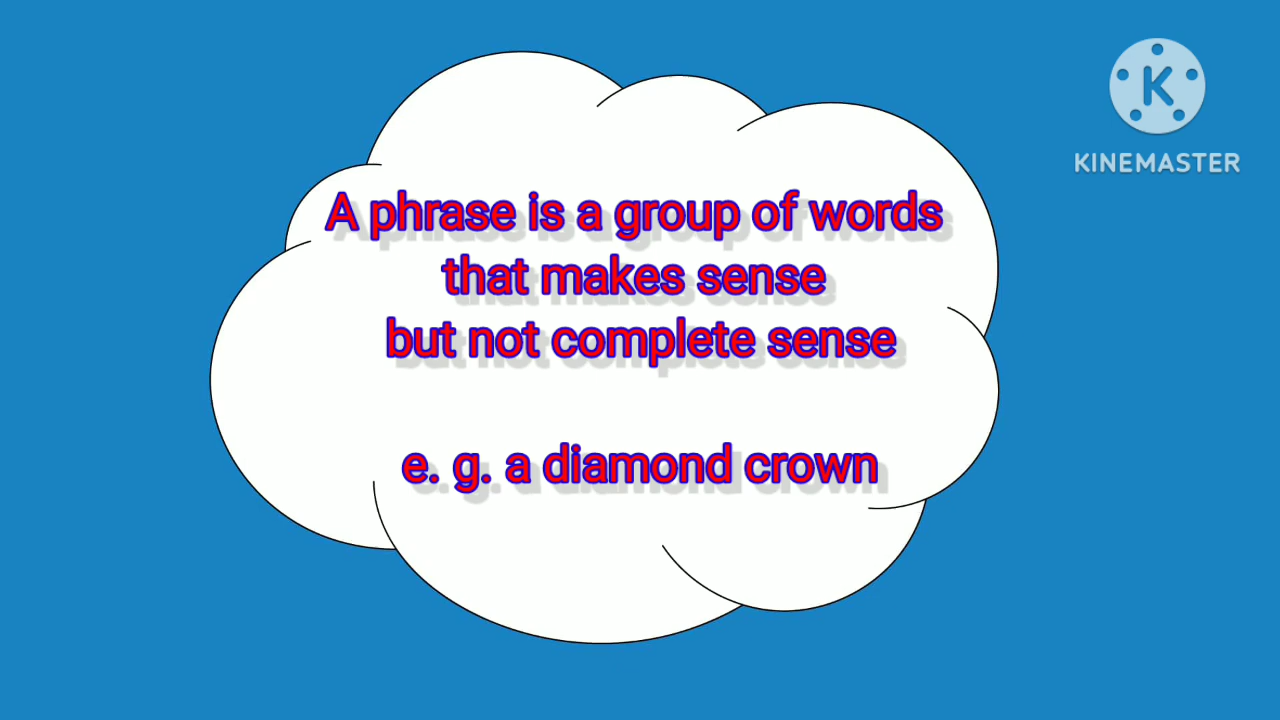 KINEMASTER
A phrase is a group of words
that makes sense
but not complete sense
e. g. a diamond crown